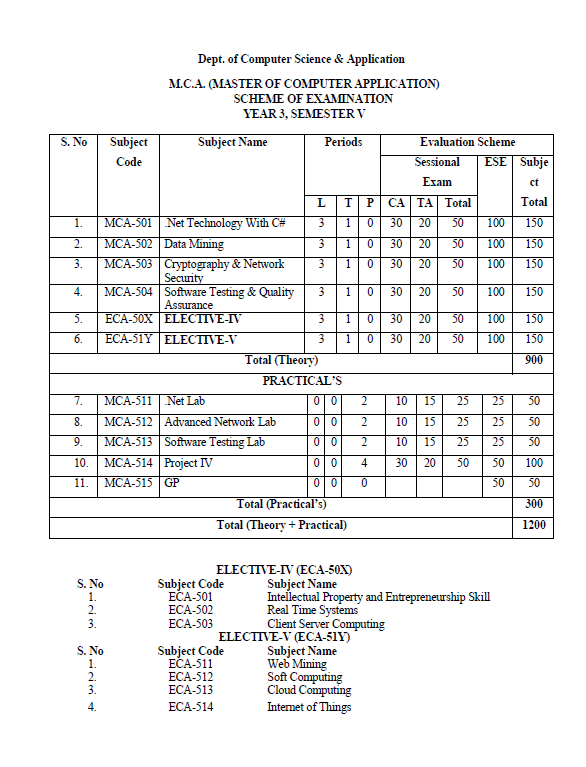 Dept. of Computer Science & Application
M.C.A. (MASTER OF COMPUTER APPLICATION)
SCHEME OF EXAMINATION
YEAR 3, SEMESTER V
S. No Subject Code Subject Name Periods Evaluation Scheme
Sessional Exam ESE Subje ct Total
L T P CA TA Total
1. MCA-501 .Net Technology With C# 3 1 0 30 20 50 100 150
2. MCA-502 Data Mining 3 1 0 30 20 50 100 150
3. MCA-503 Cryptography & Network Security 3 1 0 30 20 50 100 150
4. MCA-504 Software Testing & Quality Assurance 3 1 0 30 20 50 100 150
5. ECA-50X ELECTIVE-IV 3 1 0 30 20 50 100 150
6. ECA-51Y ELECTIVE-V 3 1 0 30 20 50 100 150
Total (Theory) 900
PRACTICAL'S
7. MCA-511 .Net Lab 0 0 2 10 15 25 25 50
8. MCA-512 Advanced Network Lab 0 0 2 10 15 25 25 50
9. MCA-513 Software Testing Lab 0 0 2 10 15 25 25 50
10. MCA-514 Project IV 0 0 4 30 20 50 50 100
11. MCA-515 GP 0 0 0 50 50
Total (Practical's) 300
Total (Theory + Practical) 1200
ELECTIVE-IV (ECA-50X)
S. No Subject Code Subject Name
1. ECA-501 Intellectual Property and Entrepreneurship Skill
2. ECA-502 Real Time Systems
3. ECA-503 Client Server Computing
ELECTIVE-V (ECA-51Y)
S. No Subject Code Subject Name
1. ECA-511 Web Mining
2. ECA-512 Soft Computing
3. ECA-513 Cloud Computing
4. ECA-514 Internet of Things